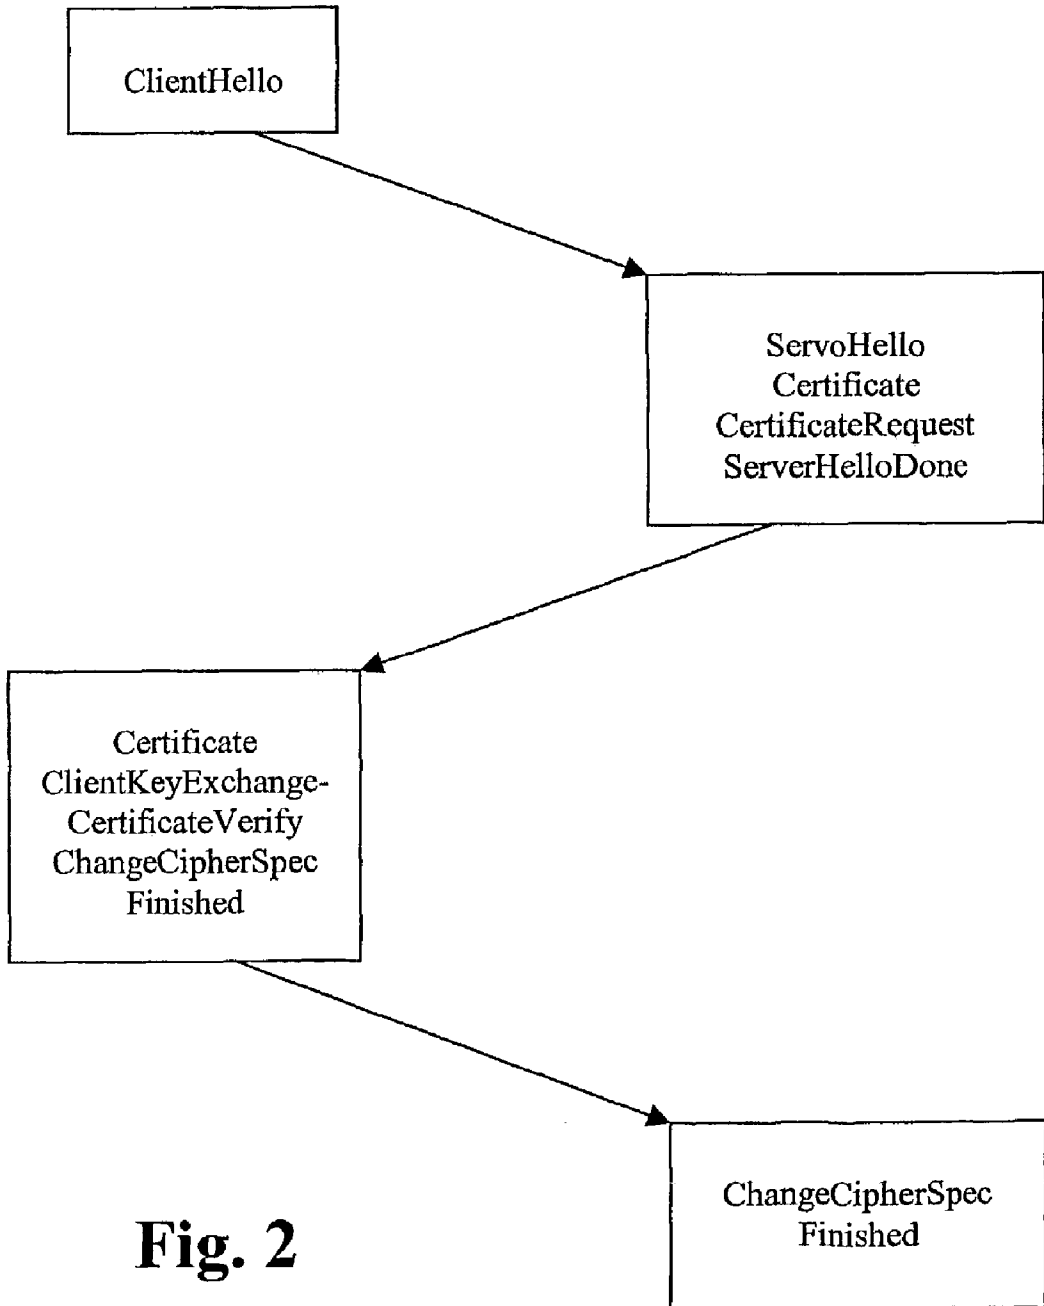 ClientHello
ServoHello
Certificate
CertificateRequest
ServerHelloDone
Certificate
ClientKeyExchange-
CertificateVerify
ChangeCipherSpec
Finished
ChangeCipherSpec
Finished
Fig. 2